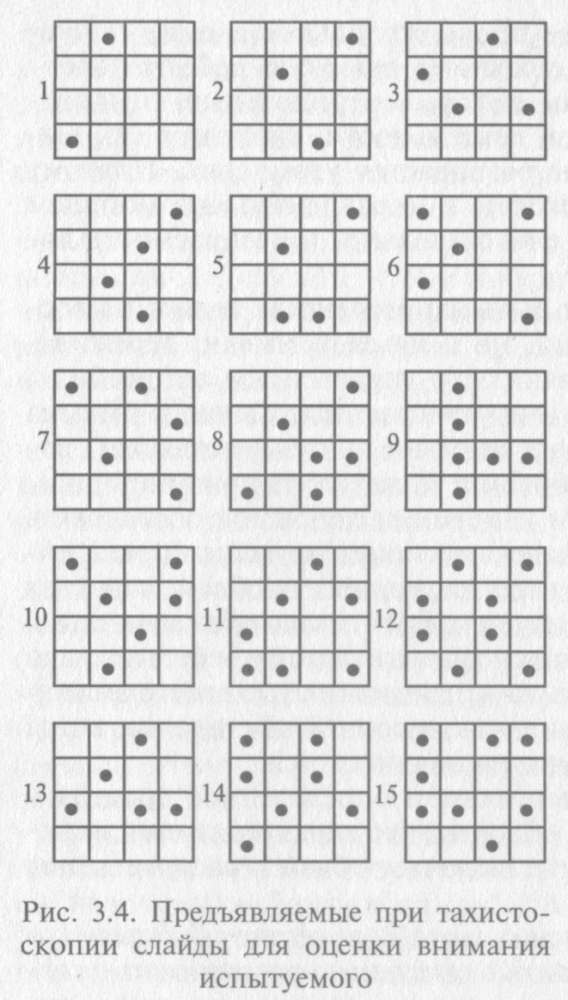 1 2 3
4 5 6
7 8 9
10 11 12
13 14 15
Рис. 3.4. Предъявляемые при тахисто-
скопии слайды для оценки внимания
испытуемого